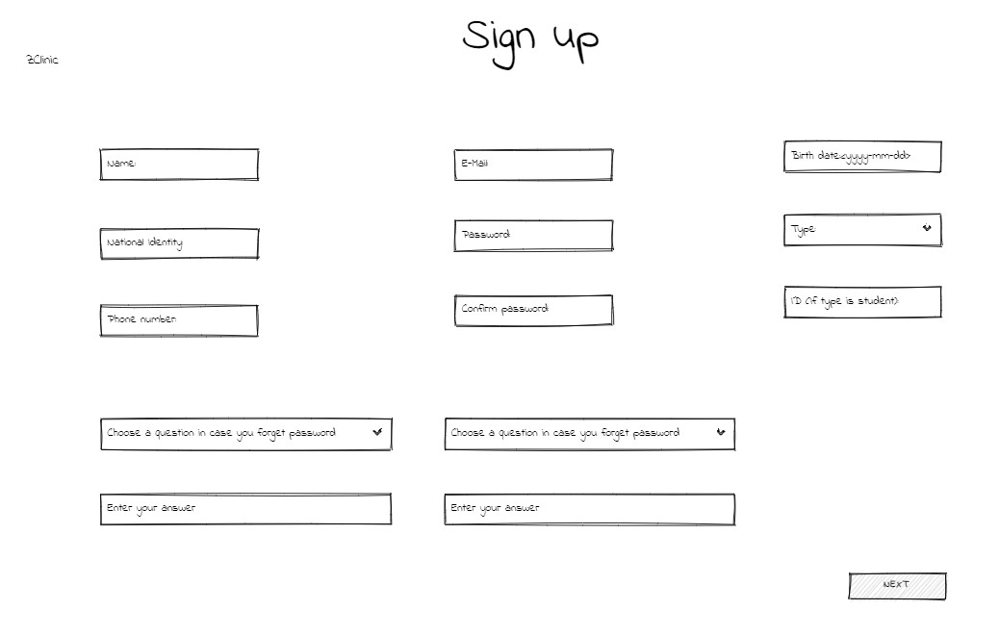 Sign up
ZClinic
Name:
E-Mail:
Birth date:<yyyy-mm-dd>
National Identity:
Password:
Type:
Phone number:
Confirm password:
ID (if type is student):
Choose a question in case you forget password
Choose a question in case you forget password
Enter your answer
Enter your answer
NEXT